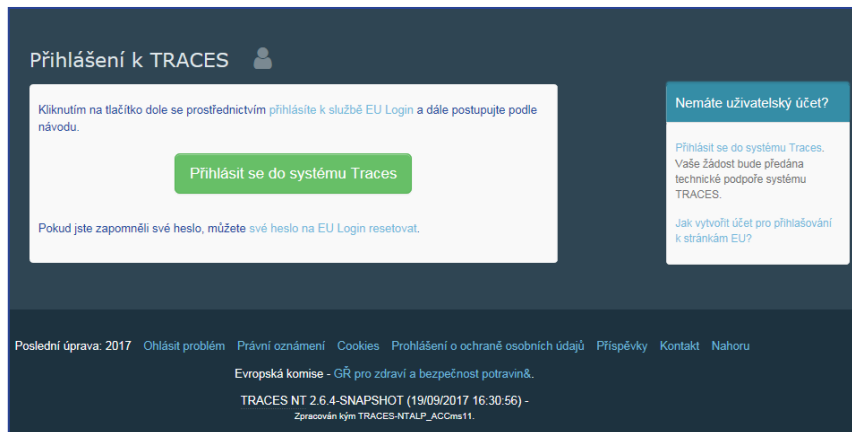 Přihlášení k TRACES
Kliknutím na tlačítko dole se prostřednictvím přihlásíte k službě EU Login a dále postupujte podle
návodu.
Přihlásit se do systému Traces
Pokud jste zapomněli své heslo, můžete své heslo na EU Login resetovat.
Nemáte uživatelský účet?
Přihlásit se do systému Traces.
Vaše žádost bude předána
technické podpoře systému
TRACES.
Jak vytvořit účet pro přihlašování
k stránkám EU?
Poslední úprava: 2017 Ohlásit problém Právní oznámení Cookies Prohlášení o ochraně osobních údajů Příspěvky Kontakt Nahoru
Evropská komise - GŘ pro zdraví a bezpečnost potravin&.
TRACES NT 2.6.4-SNAPSHOT (19/09/2017 16:30:56) -
Zpracován kým TRACES-NTALP_ACCms11.